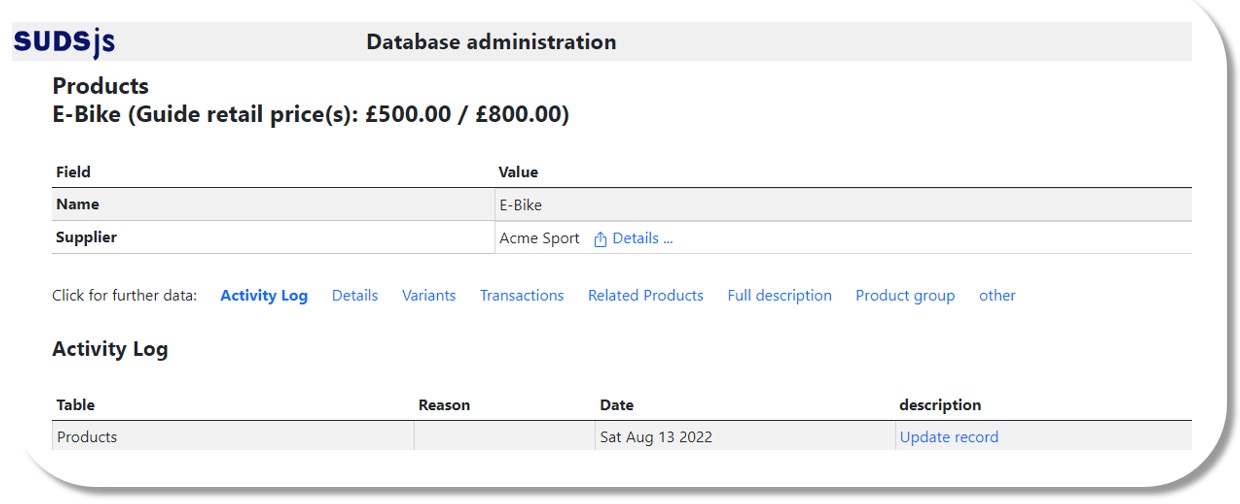 SUDSjs Database administration
Products
E-Bike (Guide retail price(s): £500.00 / £800.00)
Field Value
Name E-Bike
Supplier Acme Sport Details ...
Click for further data: Activity Log Details Variants Transactions Related Products Full description Product group other
Activity Log
Table Reason Date description
Products Sat Aug 13 2022 Update record